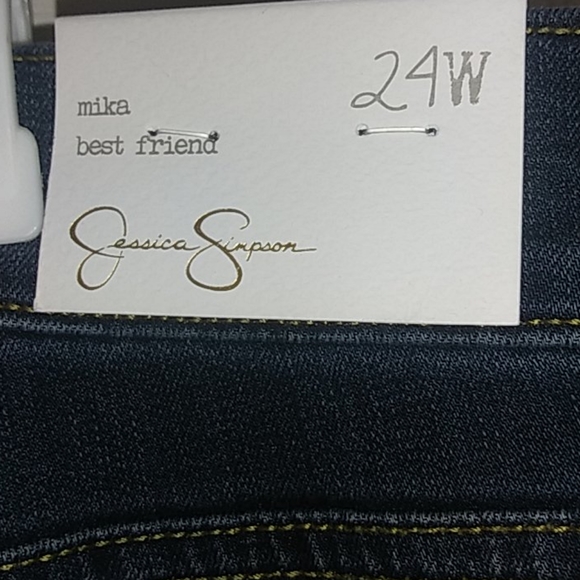 24W
mika
best friend
Jessica Simpson